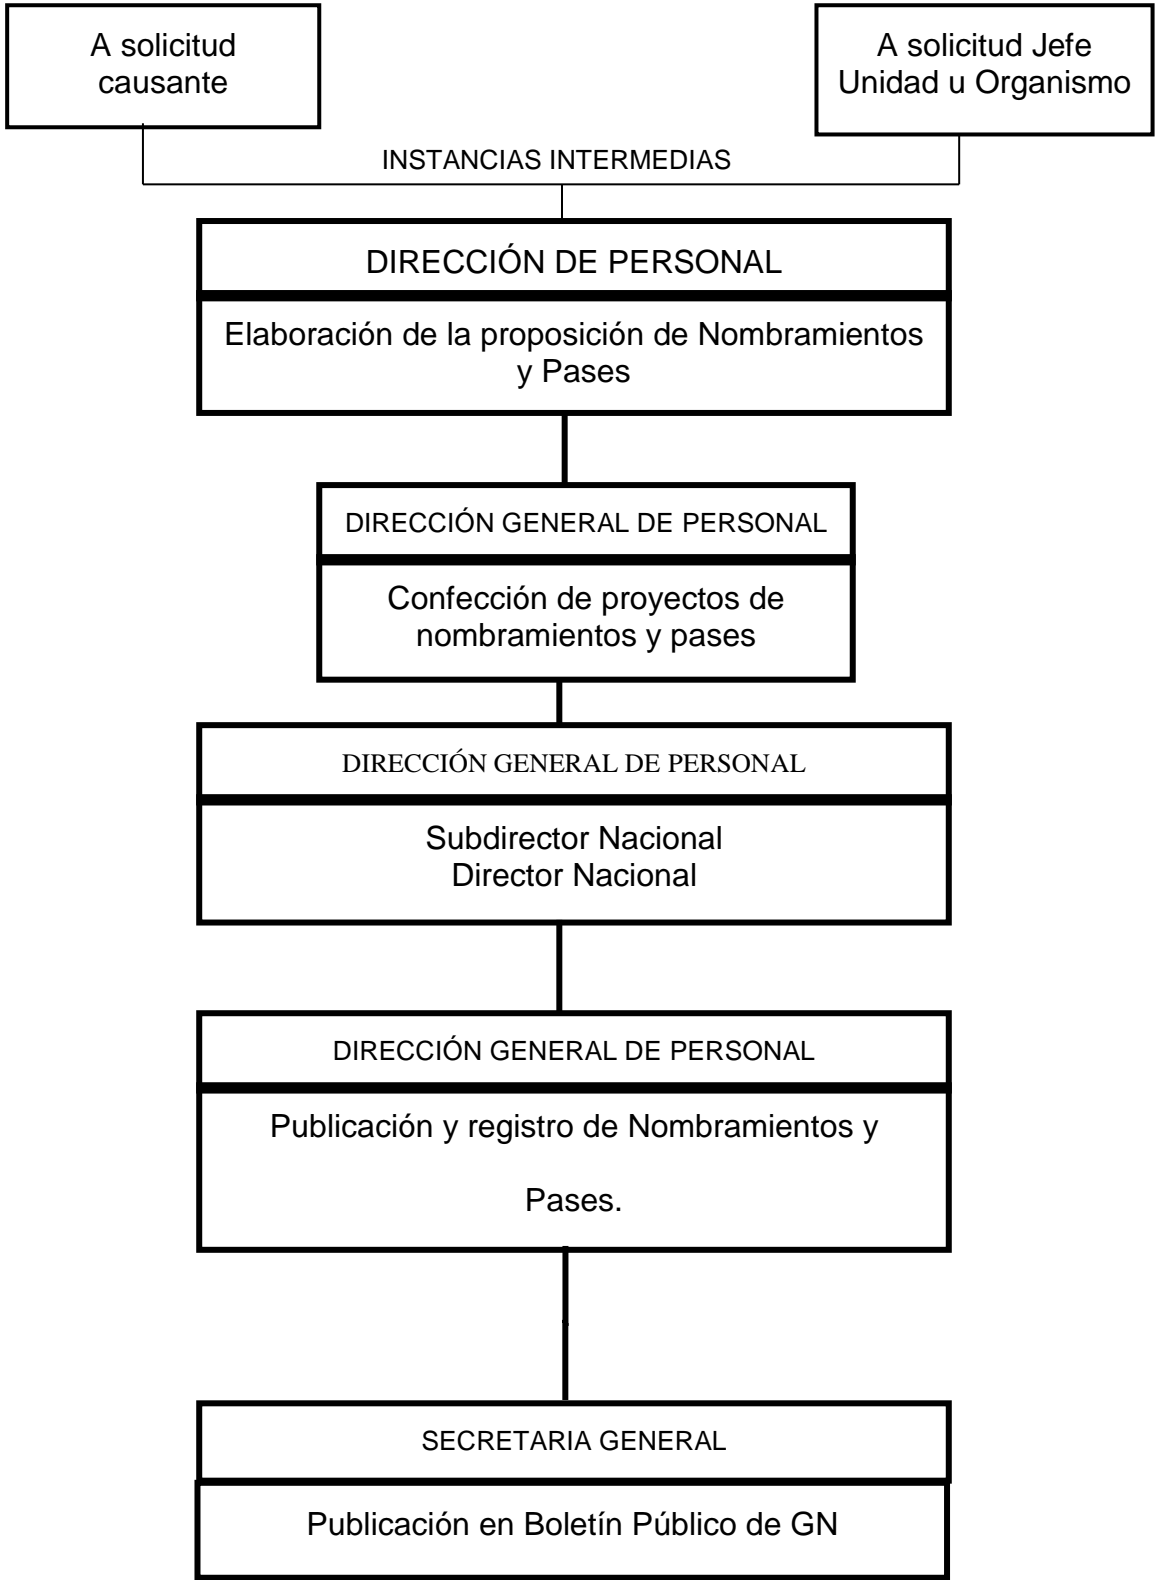 A solicitud
causante
A solicitud Jefe
Unidad u Organismo
INSTANCIAS INTERMEDIAS
DIRECCIÓN DE PERSONAL
Elaboración de la proposición de Nombramientos
y Pases
DIRECCIÓN GENERAL DE PERSONAL
Confección de proyectos de
nombramientos y pases
DIRECCIÓN GENERAL DE PERSONAL
Subdirector Nacional
Director Nacional
DIRECCIÓN GENERAL DE PERSONAL
Publicación y registro de Nombramientos y
Pases.
SECRETARIA GENERAL
Publicación en Boletín Público de GN